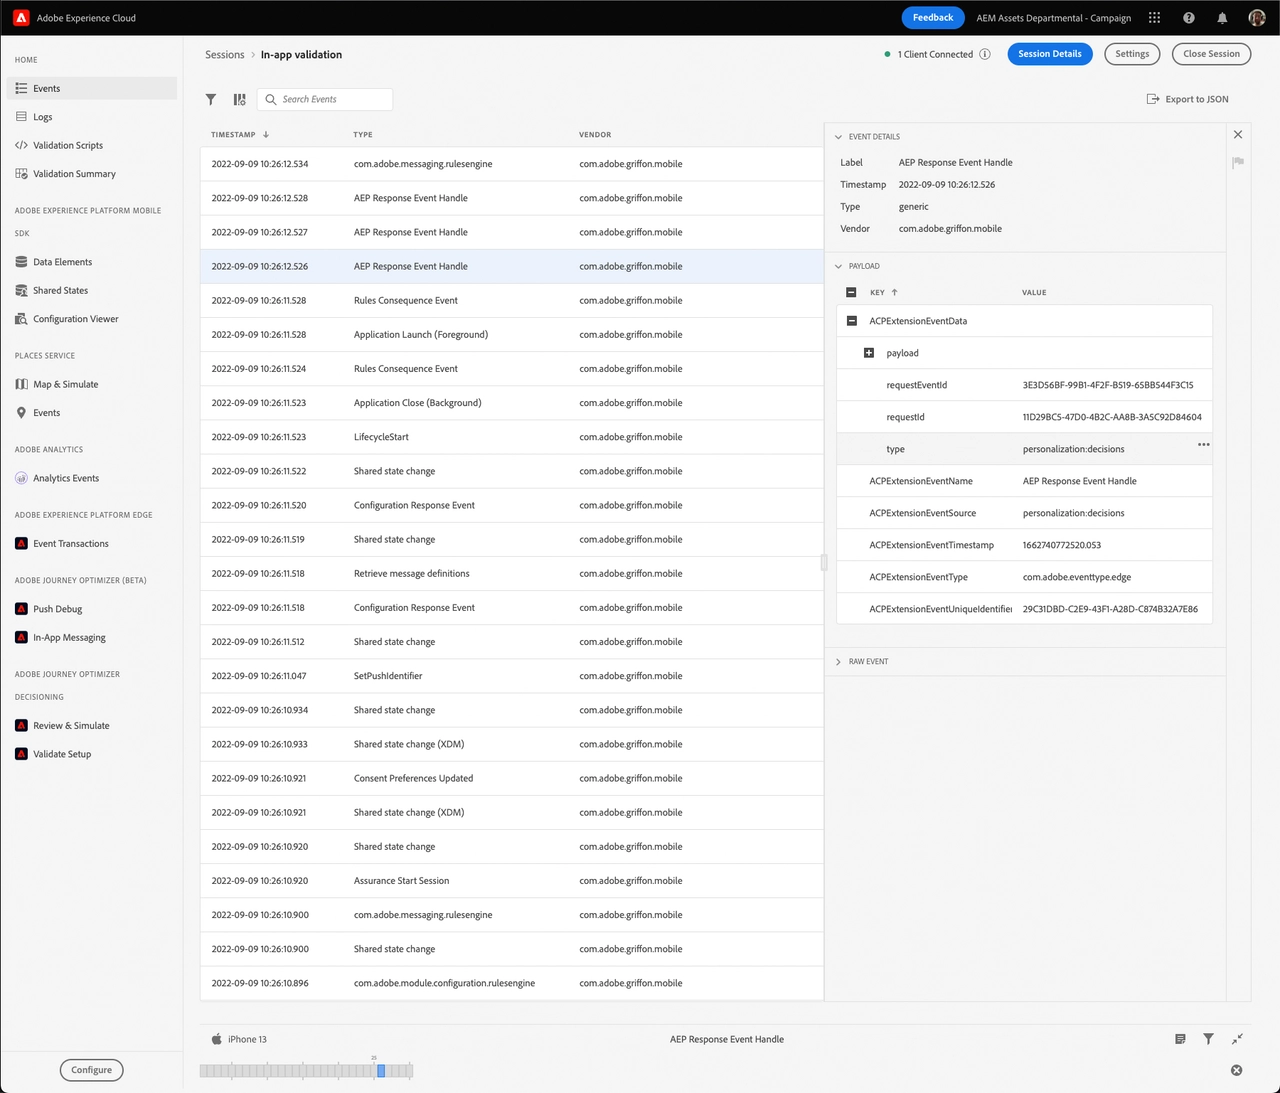 Adobe Experience Cloud
Feedback
AEM Assets Departmental - Campaign
HOME
Events
Logs
Validation Scripts
Validation Summary
ADOBE EXPERIENCE PLATFORM MOBILE
SDK
Data Elements
Shared States
Configuration Viewer
PLACES SERVICE
Map & Simulate
Events
ADOBE ANALYTICS
Analytics Events
ADOBE EXPERIENCE PLATFORM EDGE
Event Transactions
ADOBE JOURNEY OPTIMIZER (BETA)
Push Debug
In-App Messaging
ADOBE JOURNEY OPTIMIZER
DECISIONING
Review & Simulate
Validate Setup
Configure
Sessions > In-app validation
1 Client Connected
Session Details
Settings
Close Session
Search Events
Export to JSON
TIMESTAMP TYPE VENDOR
2022-09-09 10:26:12.534 com.adobe.messaging.rulesengine com.adobe.griffon.mobile
2022-09-09 10:26:12.528 AEP Response Event Handle com.adobe.griffon.mobile
2022-09-09 10:26:12.527 AEP Response Event Handle com.adobe.griffon.mobile
2022-09-09 10:26:12.526 AEP Response Event Handle com.adobe.griffon.mobile
2022-09-09 10:26:11.528 Rules Consequence Event com.adobe.griffon.mobile
2022-09-09 10:26:11.528 Application Launch (Foreground) com.adobe.griffon.mobile
2022-09-09 10:26:11.524 Rules Consequence Event com.adobe.griffon.mobile
2022-09-09 10:26:11.523 Application Close (Background) com.adobe.griffon.mobile
2022-09-09 10:26:11.523 LifecycleStart com.adobe.griffon.mobile
2022-09-09 10:26:11.522 Shared state change com.adobe.griffon.mobile
2022-09-09 10:26:11.520 Configuration Response Event com.adobe.griffon.mobile
2022-09-09 10:26:11.519 Shared state change com.adobe.griffon.mobile
2022-09-09 10:26:11.518 Retrieve message definitions com.adobe.griffon.mobile
2022-09-09 10:26:11.518 Configuration Response Event com.adobe.griffon.mobile
2022-09-09 10:26:11.512 Shared state change com.adobe.griffon.mobile
2022-09-09 10:26:11.047 SetPushIdentifier com.adobe.griffon.mobile
2022-09-09 10:26:10.934 Shared state change com.adobe.griffon.mobile
2022-09-09 10:26:10.933 Shared state change (XDM) com.adobe.griffon.mobile
2022-09-09 10:26:10.921 Consent Preferences Updated com.adobe.griffon.mobile
2022-09-09 10:26:10.921 Shared state change (XDM) com.adobe.griffon.mobile
2022-09-09 10:26:10.920 Shared state change com.adobe.griffon.mobile
2022-09-09 10:26:10.920 Assurance Start Session com.adobe.griffon.mobile
2022-09-09 10:26:10.900 com.adobe.messaging.rulesengine com.adobe.griffon.mobile
2022-09-09 10:26:10.900 Shared state change com.adobe.griffon.mobile
2022-09-09 10:26:10.896 com.adobe.module.configuration.rulesengine com.adobe.griffon.mobile
EVENT DETAILS
Label AEP Response Event Handle
Timestamp 2022-09-09 10:26:12.526
Type generic
Vendor com.adobe.griffon.mobile
PAYLOAD
KEY VALUE
ACPExtensionEventData
payload
requestEventId 3E3D56BF-99B1-4F2F-B519-65BB544F3C15
requestId 11D29BC5-47D0-4B2C-AA8B-3A5C92D84604
type personalization:decisions
ACPExtensionEventName AEP Response Event Handle
ACPExtensionEventSource personalization:decisions
ACPExtensionEventTimestamp 1662740772520.053
ACPExtensionEventType com.adobe.eventtype.edge
ACPExtensionEventUniqueIdentifier 29C31DBD-C2E9-43F1-A28D-C874B32A7E86
RAW EVENT
iPhone 13
AEP Response Event Handle
25